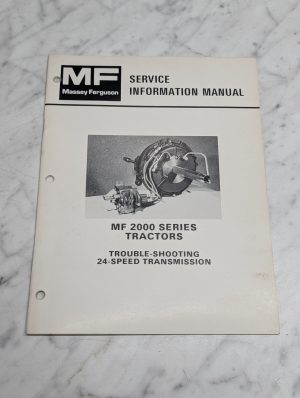 MF
Massey Ferguson
SERVICE
INFORMATION MANUAL
MF 2000 SERIES
TRACTORS
TROUBLE-SHOOTING
24-SPEED TRANSMISSION